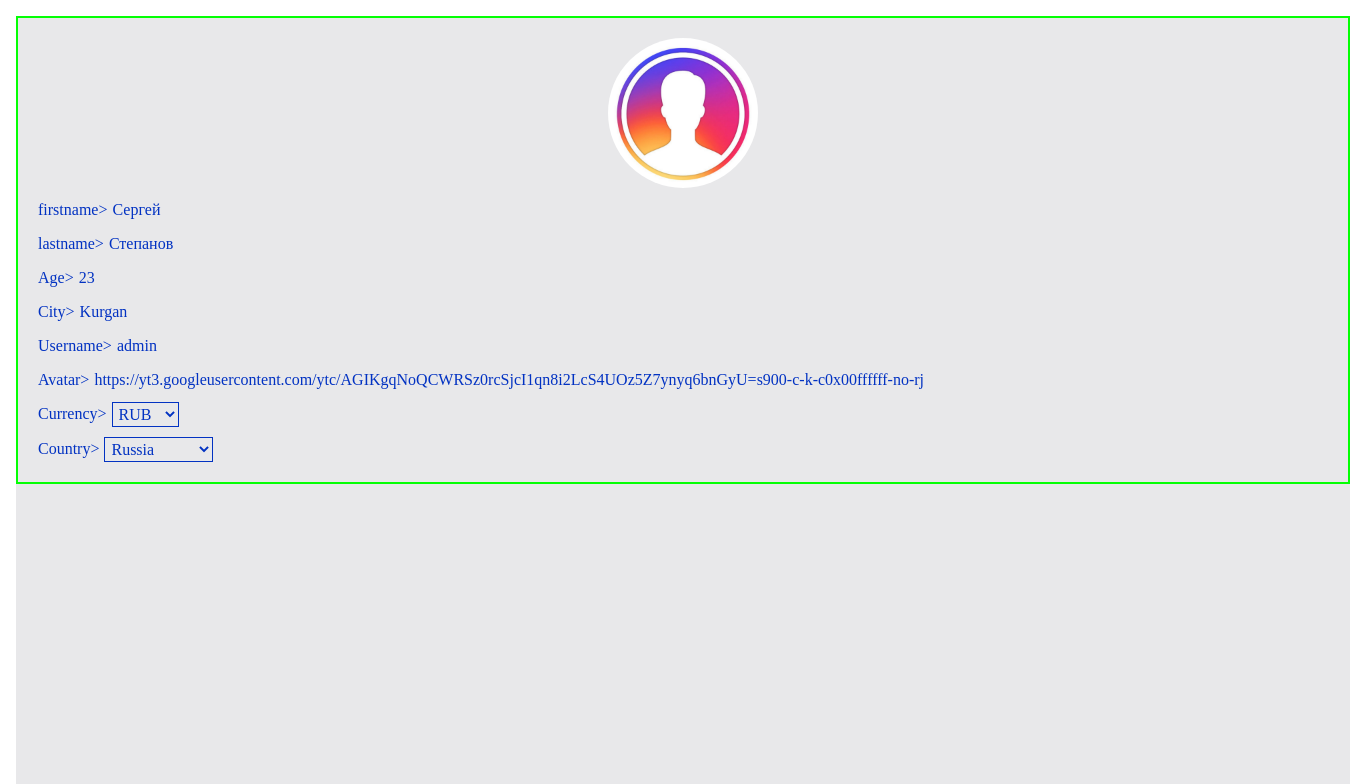 firstname> Сергей
lastname> Степанов
Age> 23
City> Kurgan
Username> admin
Avatar> https://yt3.googleusercontent.com/ytc/AGIKgqNoQCWRSz0rcSjcI1qn8i2LcS4UOz5Z7ynyq6bnGyU=s900-c-k-c0x00ffffff-no-rj
Currency> RUB
Country> Russia